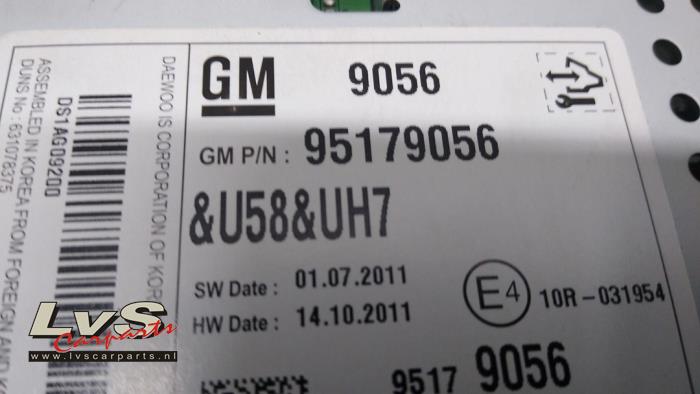 GM 9056
GM P/N : 95179056
&U58&UH7
SW Date : 01.07.2011
HW Date : 14.10.2011
E4 10R-031954
9517 9056
DAEWOO IS CORPORATION OF KOR
DS1AG09200
ASSEMBLED IN KOREA FROM FOREIGN AND K
DUNS No : 631078375
LvS
Carparts
www.lvscarparts.nl